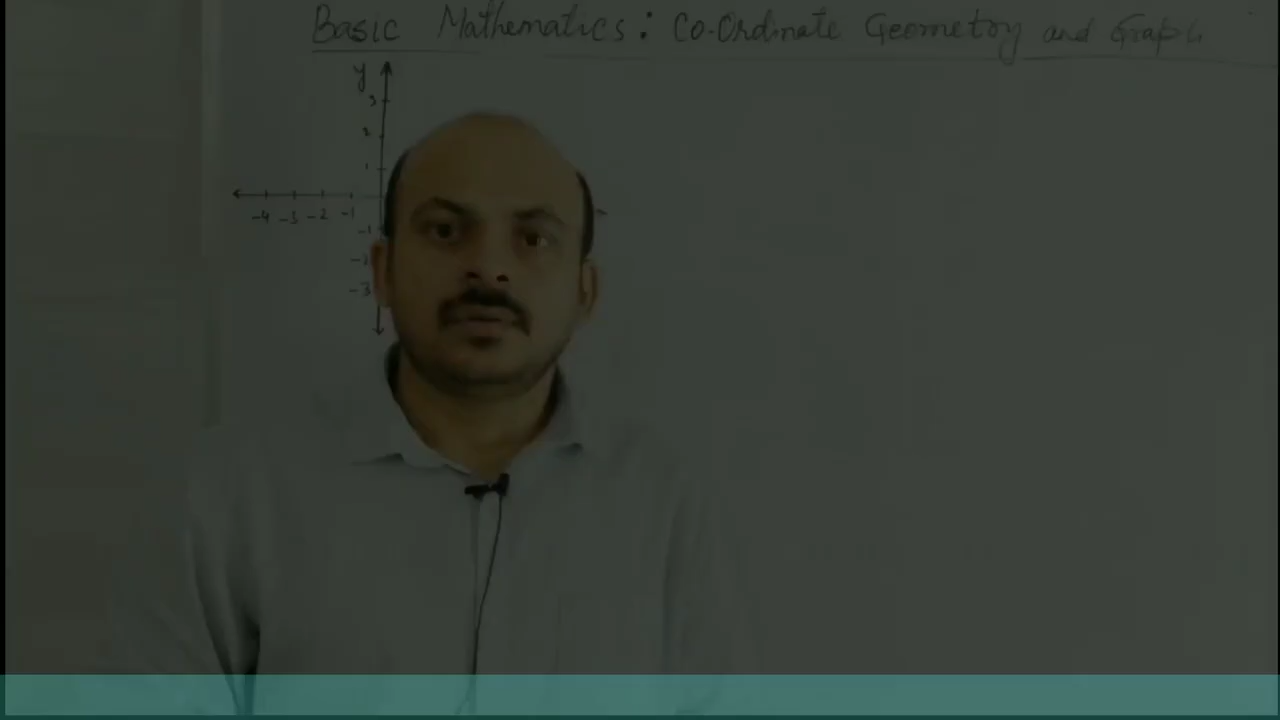 Basic Mathematics: Co-Ordinate Geometry and Graph
y
3
2
1
-4 -3 -2 -1
-1
-2
-3